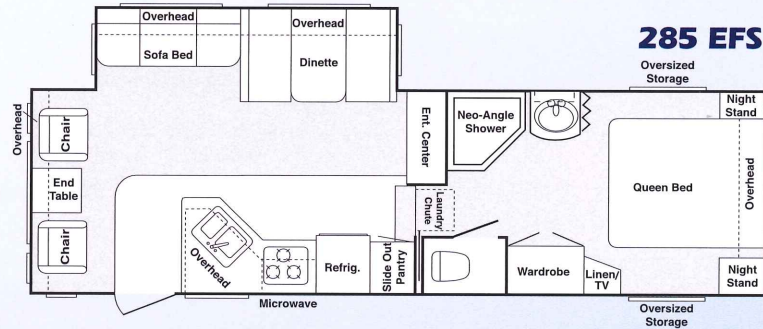 285 EFS
Overhead
Sofa Bed
Overhead
Dinette
Oversized
Storage
Night
Stand
Overhead
Chair
End
Table
Chair
Ent. Center
Neo-Angle
Shower
Queen Bed
Overhead
Laundry
Chute
Overhead
Refrig.
Slide Out
Pantry
Wardrobe
Linen/
TV
Night
Stand
Microwave
Oversized
Storage